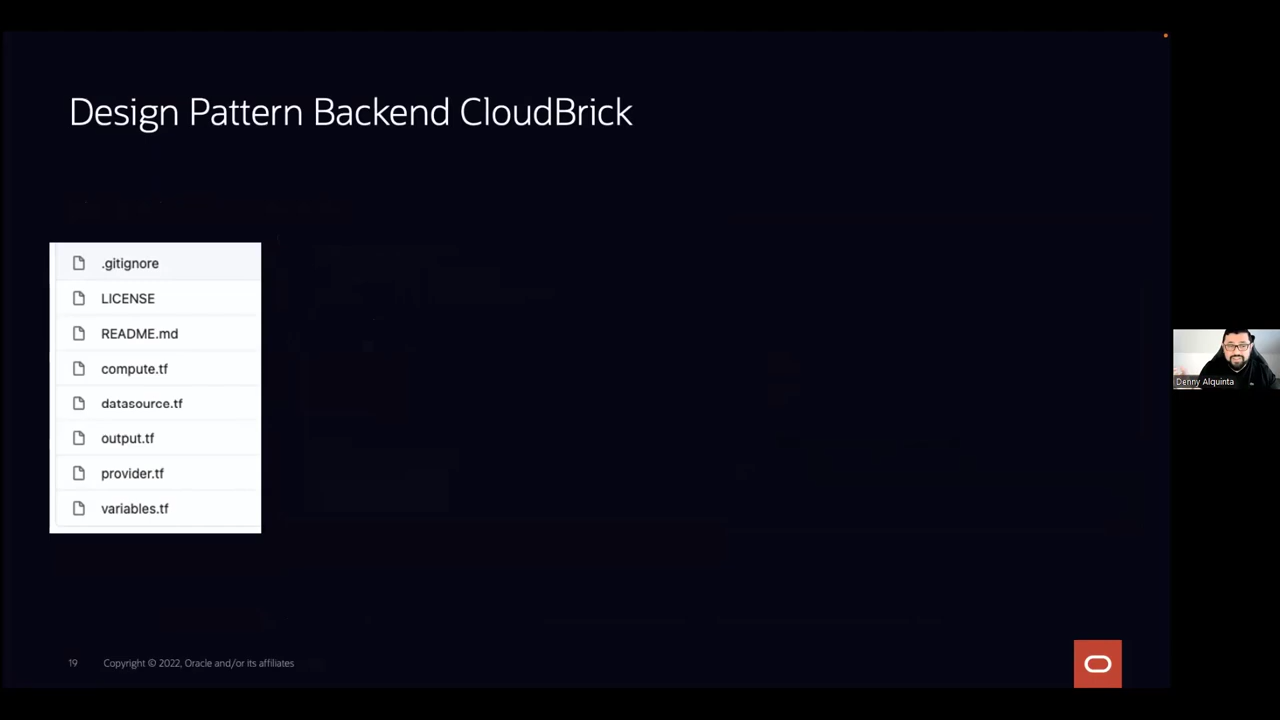 Design Pattern Backend CloudBrick
.gitignore
LICENSE
README.md
compute.tf
datasource.tf
output.tf
provider.tf
variables.tf
Denny Alquinta
19 Copyright © 2022, Oracle and/or its affiliates